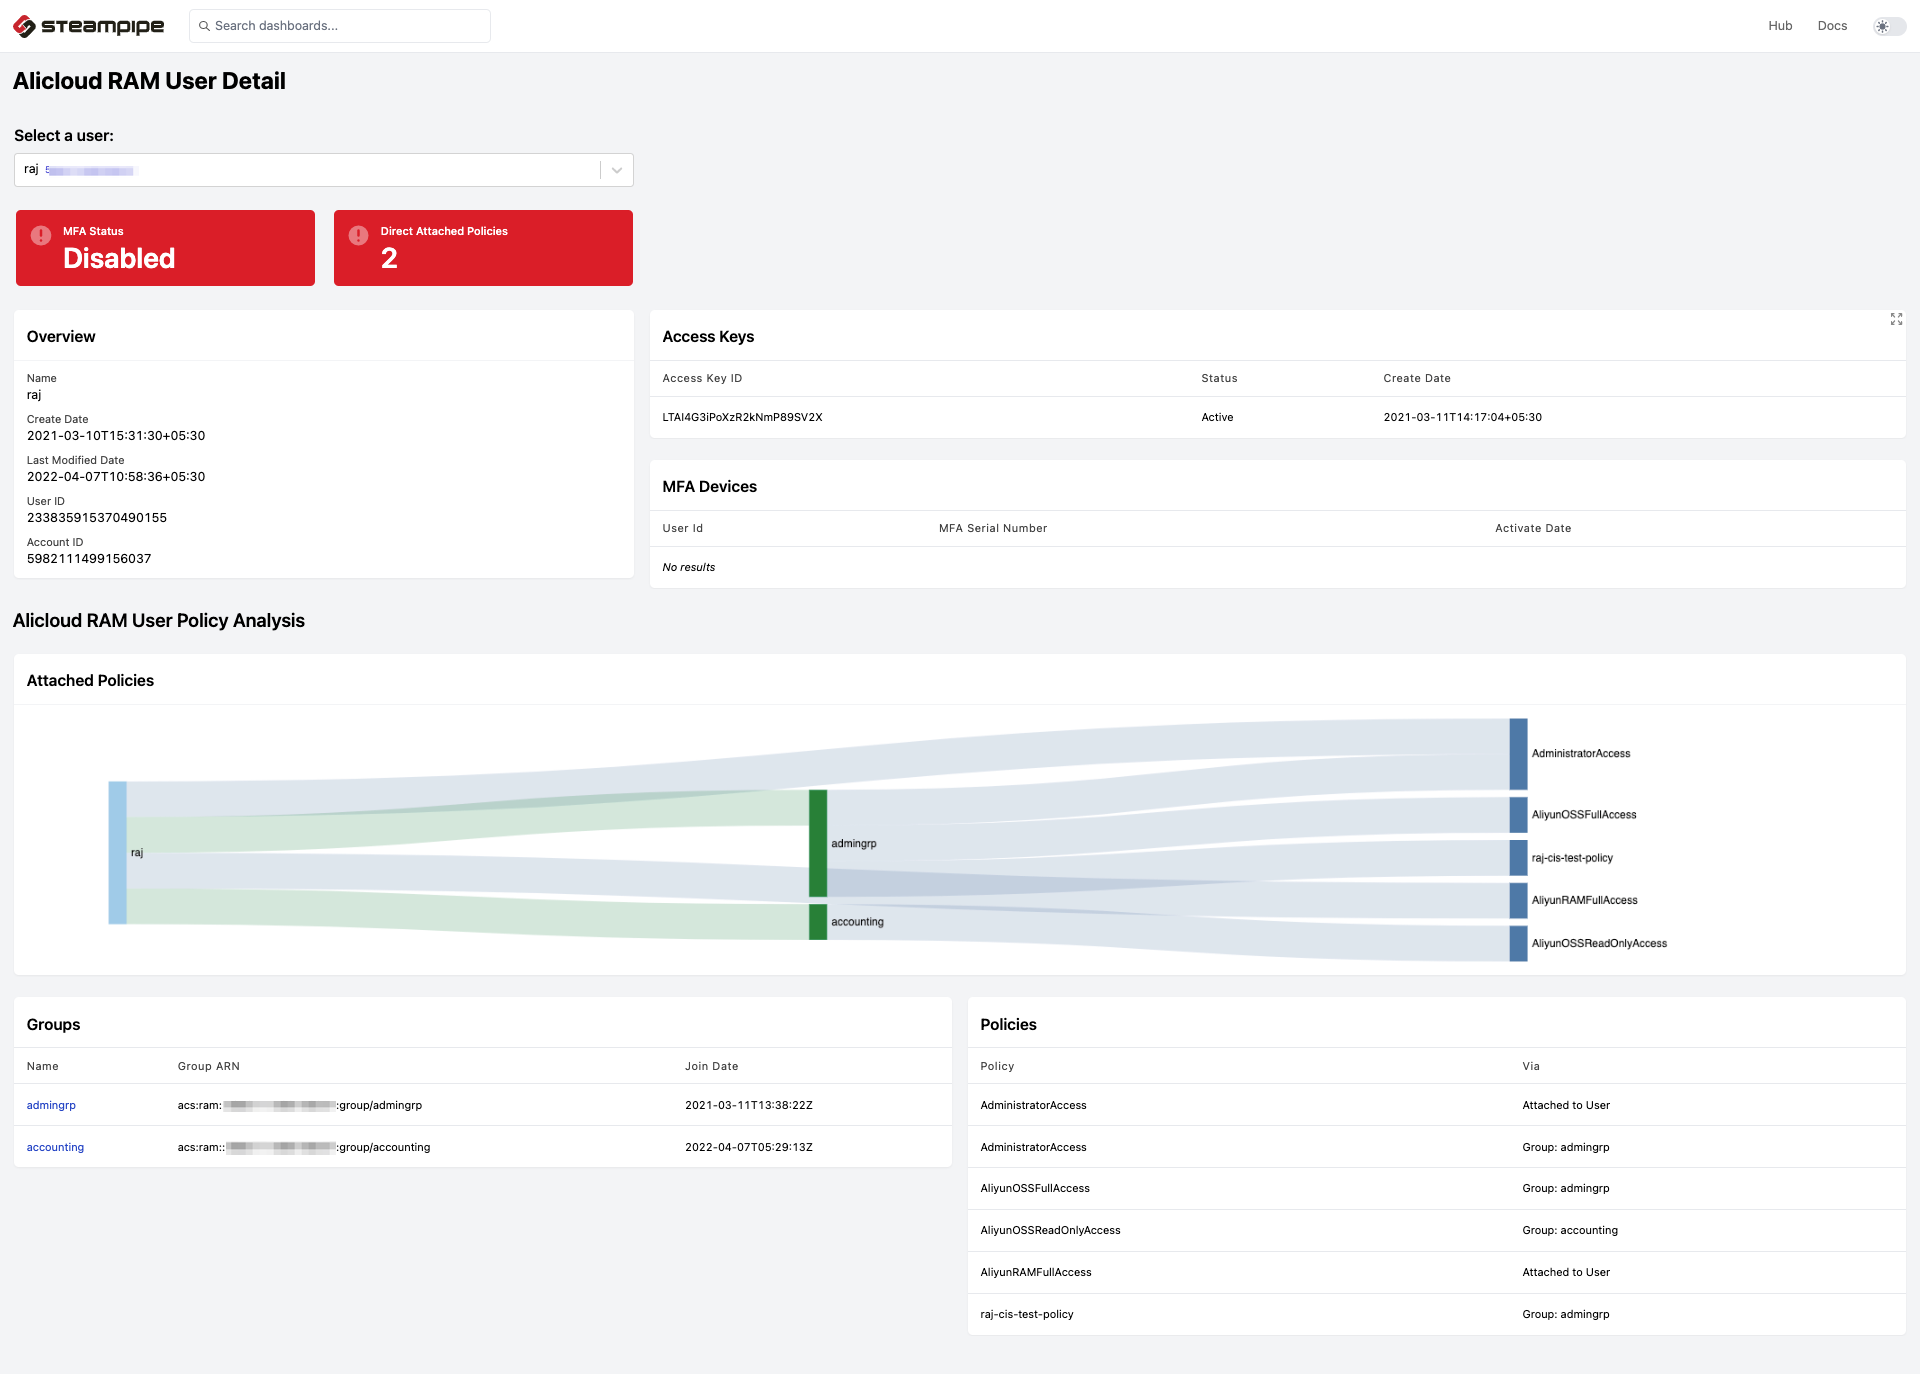 steampipe
Search dashboards...
Hub
Docs
Alicloud RAM User Detail
Select a user:
raj
MFA Status
Disabled
Direct Attached Policies
2
Overview
Name
raj
Create Date
2021-03-10T15:31:30+05:30
Last Modified Date
2022-04-07T10:58:36+05:30
User ID
233835915370490155
Account ID
5982111499156037
Access Keys
Access Key ID Status Create Date
LTAI4G3iPoXzR2kNmP89SV2X Active 2021-03-11T14:17:04+05:30
MFA Devices
User Id MFA Serial Number Activate Date
No results
Alicloud RAM User Policy Analysis
Attached Policies
raj
admingrp
accounting
AdministratorAccess
AliyunOSSFullAccess
raj-cis-test-policy
AliyunRAMFullAccess
AliyunOSSReadOnlyAccess
Groups
Name Group ARN Join Date
admingrp acs:ram: :group/admingrp 2021-03-11T13:38:22Z
accounting acs:ram:: :group/accounting 2022-04-07T05:29:13Z
Policies
Policy Via
AdministratorAccess Attached to User
AdministratorAccess Group: admingrp
AliyunOSSFullAccess Group: admingrp
AliyunOSSReadOnlyAccess Group: accounting
AliyunRAMFullAccess Attached to User
raj-cis-test-policy Group: admingrp